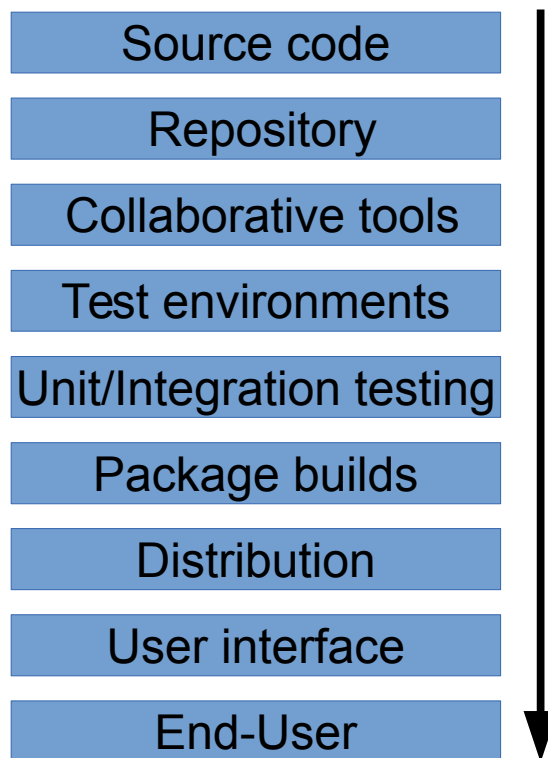 Source code
Repository
Collaborative tools
Test environments
Unit/Integration testing
Package builds
Distribution
User interface
End-User